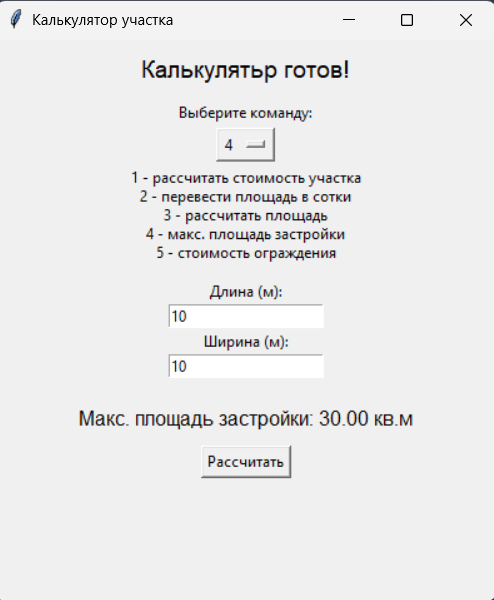 Калькулятор участка
Калькулятьр готов!
Выберите команду:
4
1 - рассчитать стоимость участка
2 - перевести площадь в сотки
3 - рассчитать площадь
4 - макс. площадь застройки
5 - стоимость ограждения
Длина (м):
10
Ширина (м):
10
Макс. площадь застройки: 30.00 кв.м
Рассчитать